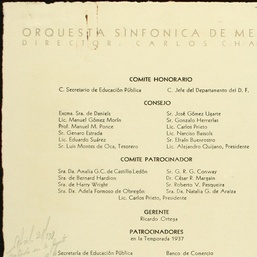 ORQUESTA SINFONICA DE ME
DIRECTOR: CARLOS CHA
COMITE HONORARIO
C. Secretario de Educación Pública C. Jefe del Departamento del D. F.
CONSEJO
Excma. Sra. de Daniels Sr. José Gómez Ugarte
Lic. Manuel Gómez Morín Sr. Gonzalo Herrerías
Prof. Manuel M. Ponce Lic. Carlos Prieto
Sr. Genaro Estrada Lic. Narciso Bassols
Lic. Eduardo Suárez Sr. Efraín Buenrostro
Sr. Luis Montes de Oca, Tesorero Lic. Alejandro Quijano, Presidente
COMITE PATROCINADOR
Sra. Da. Amalia G.C. de Castillo Ledón Sr. G. R. G. Conway
Sra. de Bernard Hardion Dr. César R. Margáin
Sra. de Harry Wright Sr. Roberto V. Pesqueira
Sra. Da. Adela Formoso de Obregón Sra. Da. Natalia G. de Araiza
Lic. Carlos Prieto, Presidente
GERENTE
Ricardo Ortega
PATROCINADORES
en la Temporada 1937
Secretaría de Educación Pública Banco de Comercio